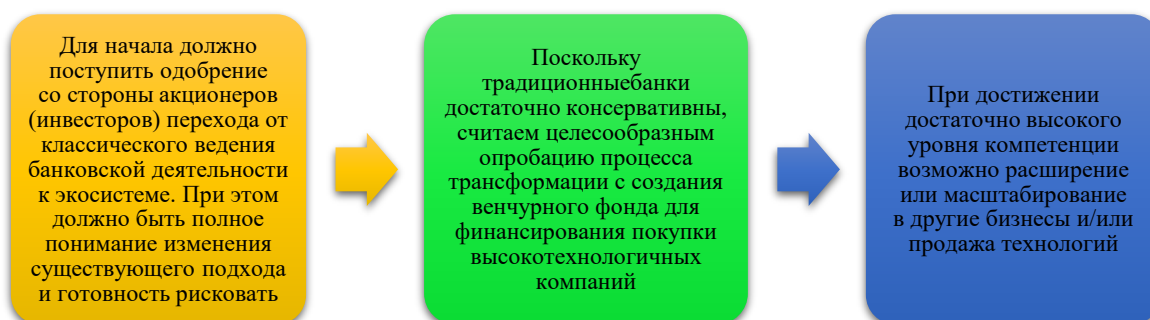 Для начала должно
поступить одобрение
со стороны акционеров
(инвесторов) перехода от
классического ведения
банковской деятельности
к экосистеме. При этом
должно быть полное
понимание изменения
существующего подхода
и готовность рисковать
Поскольку
традиционныебанки
достаточно консервативны,
считаем целесообразным
опробацию процесса
трансформации с создания
венчурного фонда для
финансирования покупки
высокотехнологичных
компаний
При достижении
достаточно высокого
уровня компетенции
возможно расширение
или масштабирование
в другие бизнесы и/или
продажа технологий